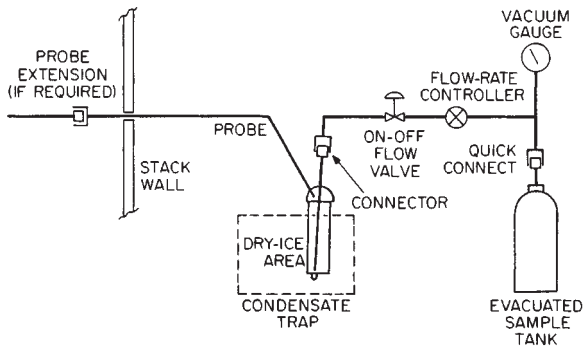 VACUUM
GAUGE
PROBE
EXTENSION
(IF REQUIRED)
FLOW-RATE
CONTROLLER
PROBE
ON-OFF
FLOW
VALVE
QUICK
CONNECT
STACK
WALL
CONNECTOR
DRY-ICE
AREA
CONDENSATE
TRAP
EVACUATED
SAMPLE
TANK